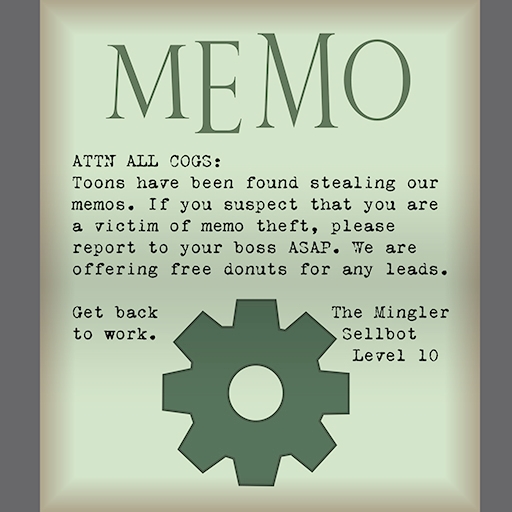 MEMO
ATTN ALL COGS:
Toons have been found stealing our
memos. If you suspect that you are
a victim of memo theft, please
report to your boss ASAP. We are
offering free donuts for any leads.
Get back
to work.
The Mingler
Sellbot
Level 10